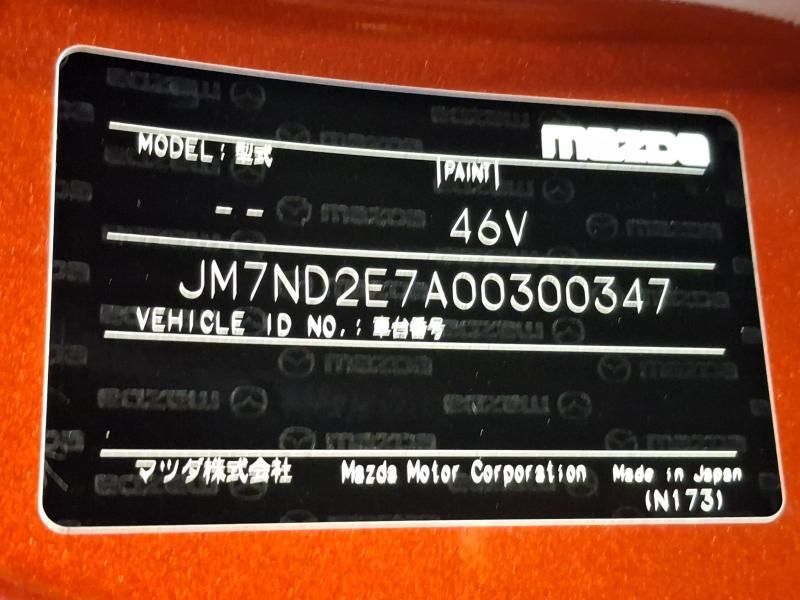 mazda
MODEL : 型式
PAINT
-- 46V
JM7ND2E7A00300347
VEHICLE ID NO. : 車台番号
マツダ株式会社 Mazda Motor Corporation Made in Japan
(N173)